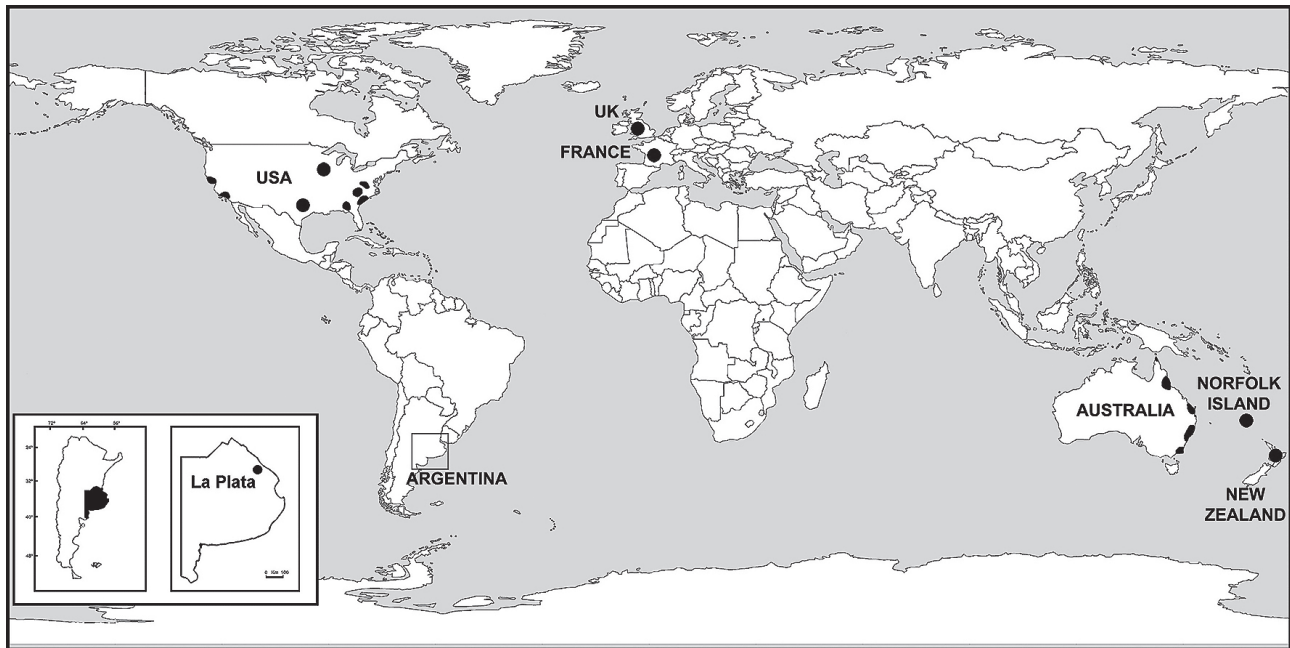 UK
FRANCE
USA
NORFOLK
ISLAND
AUSTRALIA
La Plata
ARGENTINA
NEW
ZEALAND